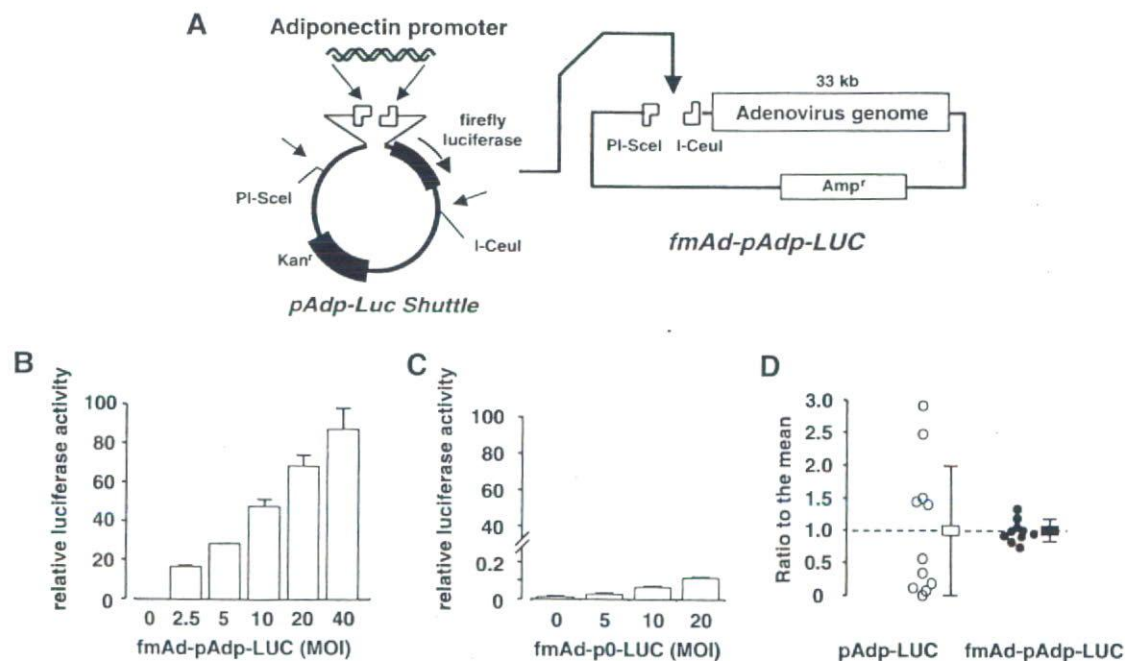 A
Adiponectin promoter
firefly
luciferase
PI-SceI
I-CeuI
Kanʳ
pAdp-Luc Shuttle
33 kb
Adenovirus genome
PI-SceI I-CeuI
Ampʳ
fmAd-pAdp-LUC
B
relative luciferase activity
100
80
60
40
20
0
0 2.5 5 10 20 40
fmAd-pAdp-LUC (MOI)
C
relative luciferase activity
100
80
60
40
0.2
0
0 5 10 20
fmAd-p0-LUC (MOI)
D
Ratio to the mean
3.0
2.5
2.0
1.5
1.0
0.5
0
pAdp-LUC fmAd-pAdp-LUC